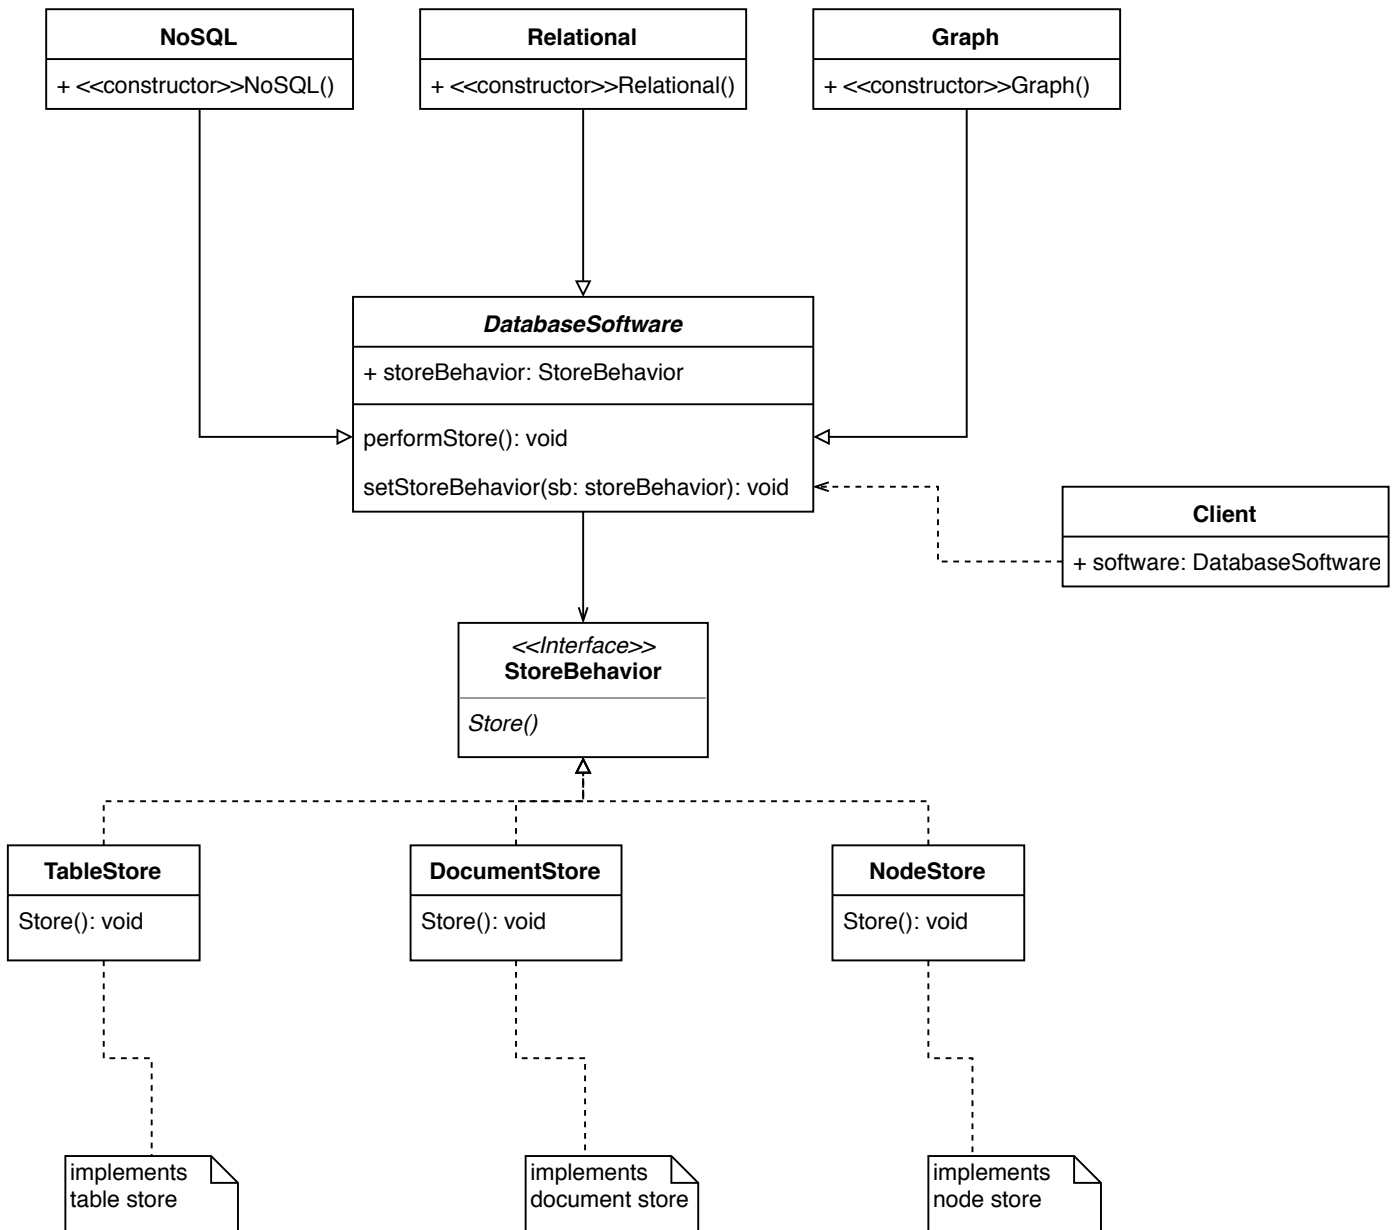 NoSQL
+ <<constructor>>NoSQL()
Relational
+ <<constructor>>Relational()
Graph
+ <<constructor>>Graph()
DatabaseSoftware
+ storeBehavior: StoreBehavior
performStore(): void
setStoreBehavior(sb: storeBehavior): void
Client
+ software: DatabaseSoftware
<<Interface>>
StoreBehavior
Store()
TableStore
Store(): void
DocumentStore
Store(): void
NodeStore
Store(): void
implements
table store
implements
document store
implements
node store